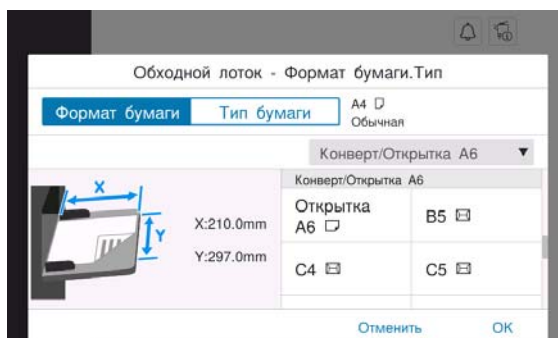 Обходной лоток - Формат бумаги.Тип
Формат бумаги
Тип бумаги
A4
Обычная
Конверт/Открытка A6
Конверт/Открытка A6
X
Y
X:210.0mm
Y:297.0mm
Открытка
A6
B5
C4
C5
Отменить
OK